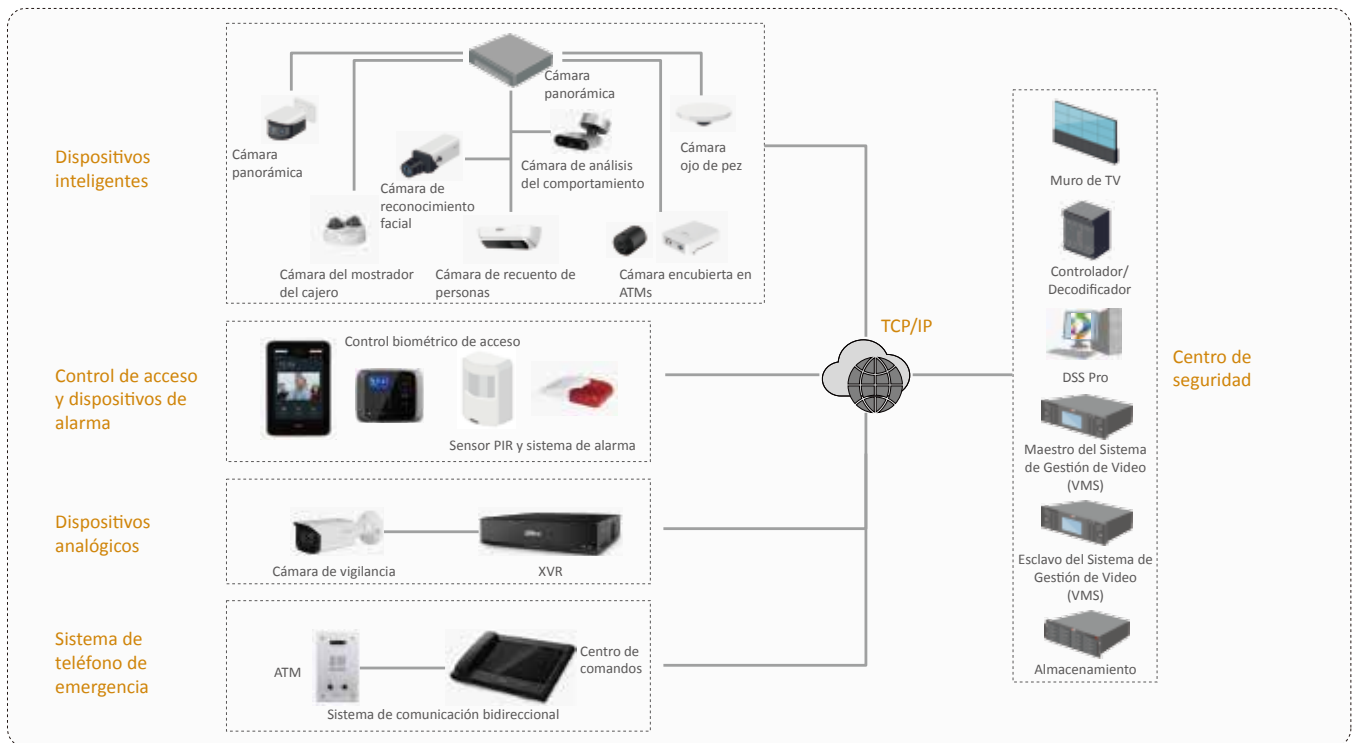 Dispositivos
inteligentes
Cámara
panorámica
Cámara
panorámica
Cámara de
reconocimiento
facial
Cámara de análisis
del comportamiento
Cámara
ojo de pez
Cámara del mostrador
del cajero
Cámara de recuento de
personas
Cámara encubierta en
ATMs
Control de acceso
y dispositivos de
alarma
Control biométrico de acceso
Sensor PIR y sistema de alarma
Dispositivos
analógicos
Cámara de vigilancia
XVR
Sistema de
teléfono de
emergencia
ATM
Centro de
comandos
Sistema de comunicación bidireccional
TCP/IP
Muro de TV
Controlador/
Decodificador
DSS Pro
Maestro del Sistema
de Gestión de Video
(VMS)
Esclavo del Sistema de
Gestión de Video
(VMS)
Almacenamiento
Centro de
seguridad